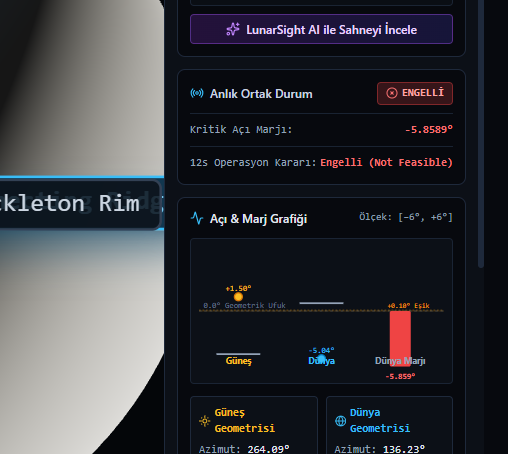 LunarSight AI ile Sahneyi İncele
Anlık Ortak Durum
ENGELLİ
Kritik Açı Marjı:
-5.8589°
12s Operasyon Kararı: Engelli (Not Feasible)
ckleton Rim
Açı & Marj Grafiği
Ölçek: [-6°, +6°]
+1.50°
0.0° Geometrik Ufuk
+0.10° Eşik
-5.04°
Güneş
Dünya
Dünya Marjı
-5.859°
Güneş
Geometrisi
Azimut: 264.09°
Dünya
Geometrisi
Azimut: 136.23°